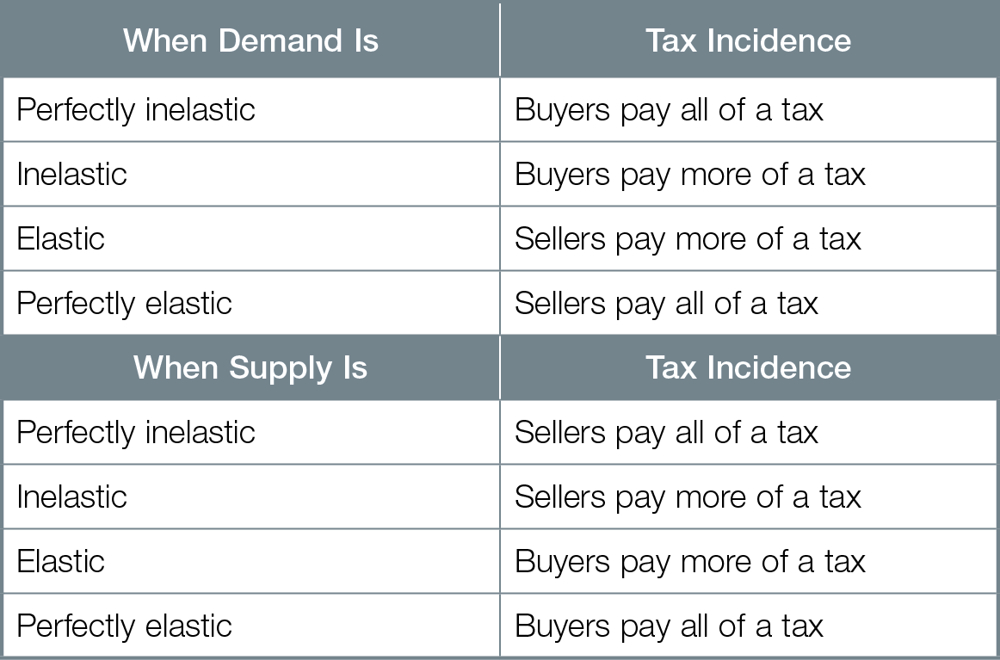 When Demand Is Tax Incidence
Perfectly inelastic Buyers pay all of a tax
Inelastic Buyers pay more of a tax
Elastic Sellers pay more of a tax
Perfectly elastic Sellers pay all of a tax
When Supply Is Tax Incidence
Perfectly inelastic Sellers pay all of a tax
Inelastic Sellers pay more of a tax
Elastic Buyers pay more of a tax
Perfectly elastic Buyers pay all of a tax